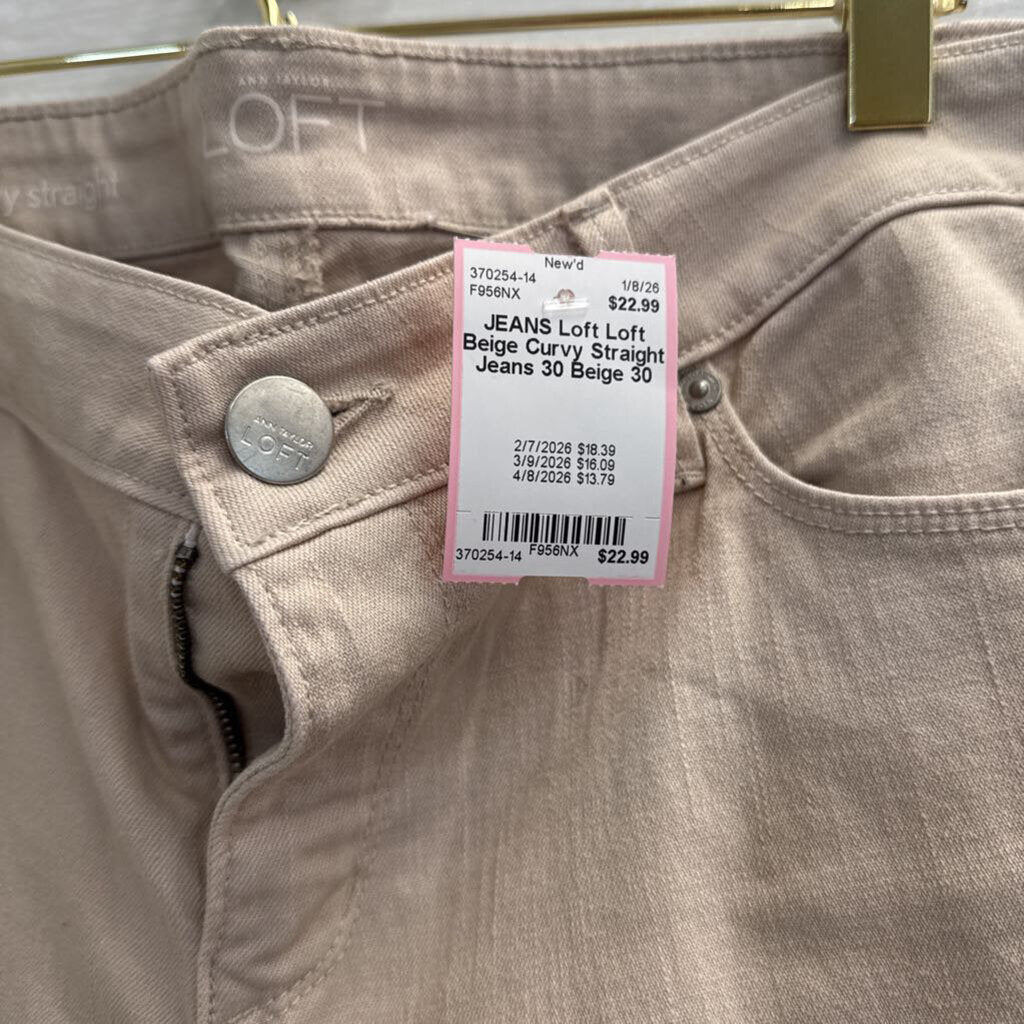 ANN TAYLOR
LOFT
y straight
New'd
370254-14
1/8/26
F956NX
$22.99
JEANS Loft Loft
Beige Curvy Straight
Jeans 30 Beige 30
2/7/2026 $18.39
3/9/2026 $16.09
4/8/2026 $13.79
370254-14 F956NX $22.99
ANN TAYLOR
LOFT